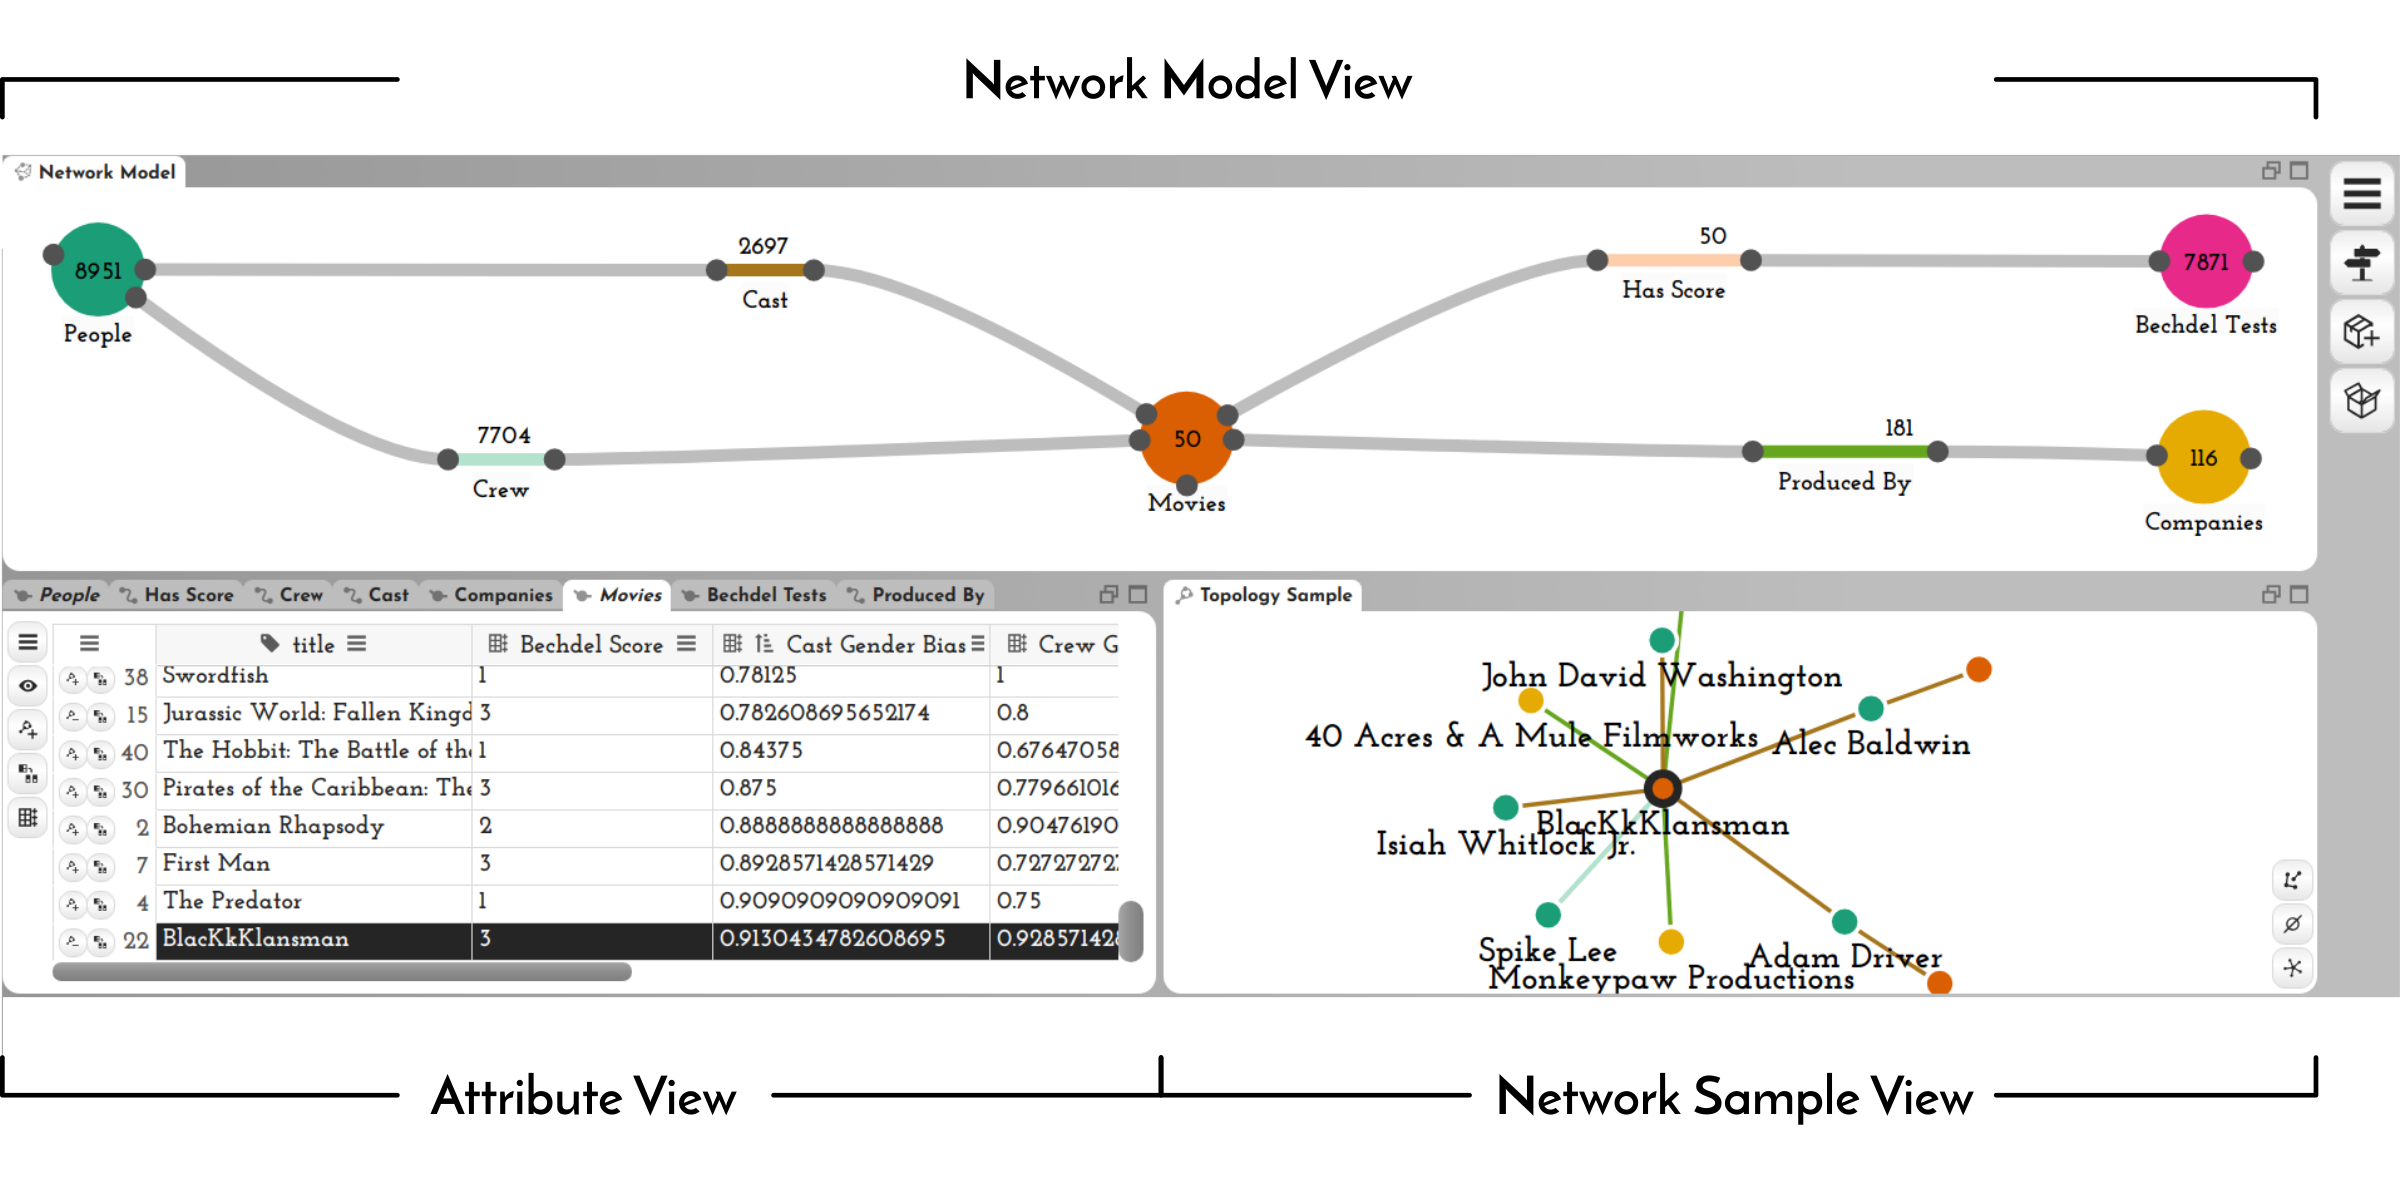 Network Model View
Network Model
8951
People
2697
Cast
7704
Crew
50
Movies
50
Has Score
7871
Bechdel Tests
181
Produced By
116
Companies
People Has Score Crew Cast Companies Movies Bechdel Tests Produced By
title Bechdel Score Cast Gender Bias Crew G
38 Swordfish 1 0.78125 1
15 Jurassic World: Fallen Kingd 3 0.782608695652174 0.8
40 The Hobbit: The Battle of the 1 0.84375 0.67647058
30 Pirates of the Caribbean: The 3 0.875 0.779661016
2 Bohemian Rhapsody 2 0.8888888888888888 0.90476190
7 First Man 3 0.8928571428571429 0.727272727
4 The Predator 1 0.9090909090909091 0.75
22 BlacKkKlansman 3 0.9130434782608695 0.928571428
Topology Sample
John David Washington
40 Acres & A Mule Filmworks
Alec Baldwin
BlacKkKlansman
Isiah Whitlock Jr.
Spike Lee
Adam Driver
Monkeypaw Productions
Attribute View
Network Sample View